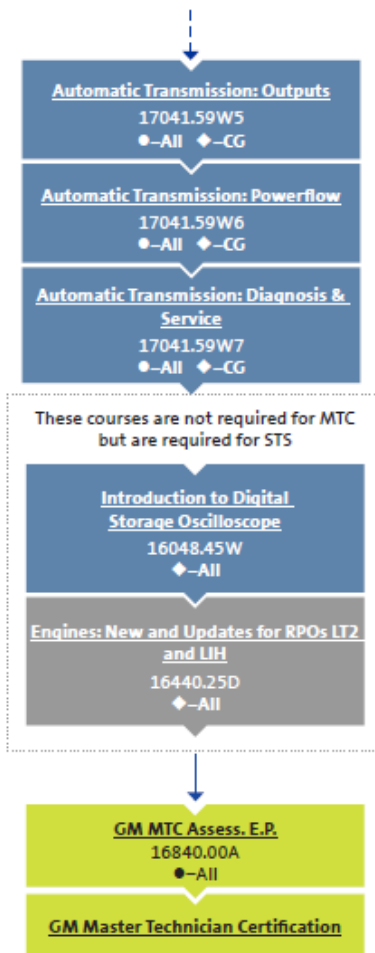 Automatic Transmission: Outputs
17041.59W5
●–All ◆–CG
Automatic Transmission: Powerflow
17041.59W6
●–All ◆–CG
Automatic Transmission: Diagnosis &
Service
17041.59W7
●–All ◆–CG
These courses are not required for MTC
but are required for STS
Introduction to Digital
Storage Oscilloscope
16048.45W
◆–All
Engines: New and Updates for RPOs LT2
and LIH
16440.25D
◆–All
GM MTC Assess. E.P.
16840.00A
●–All
GM Master Technician Certification